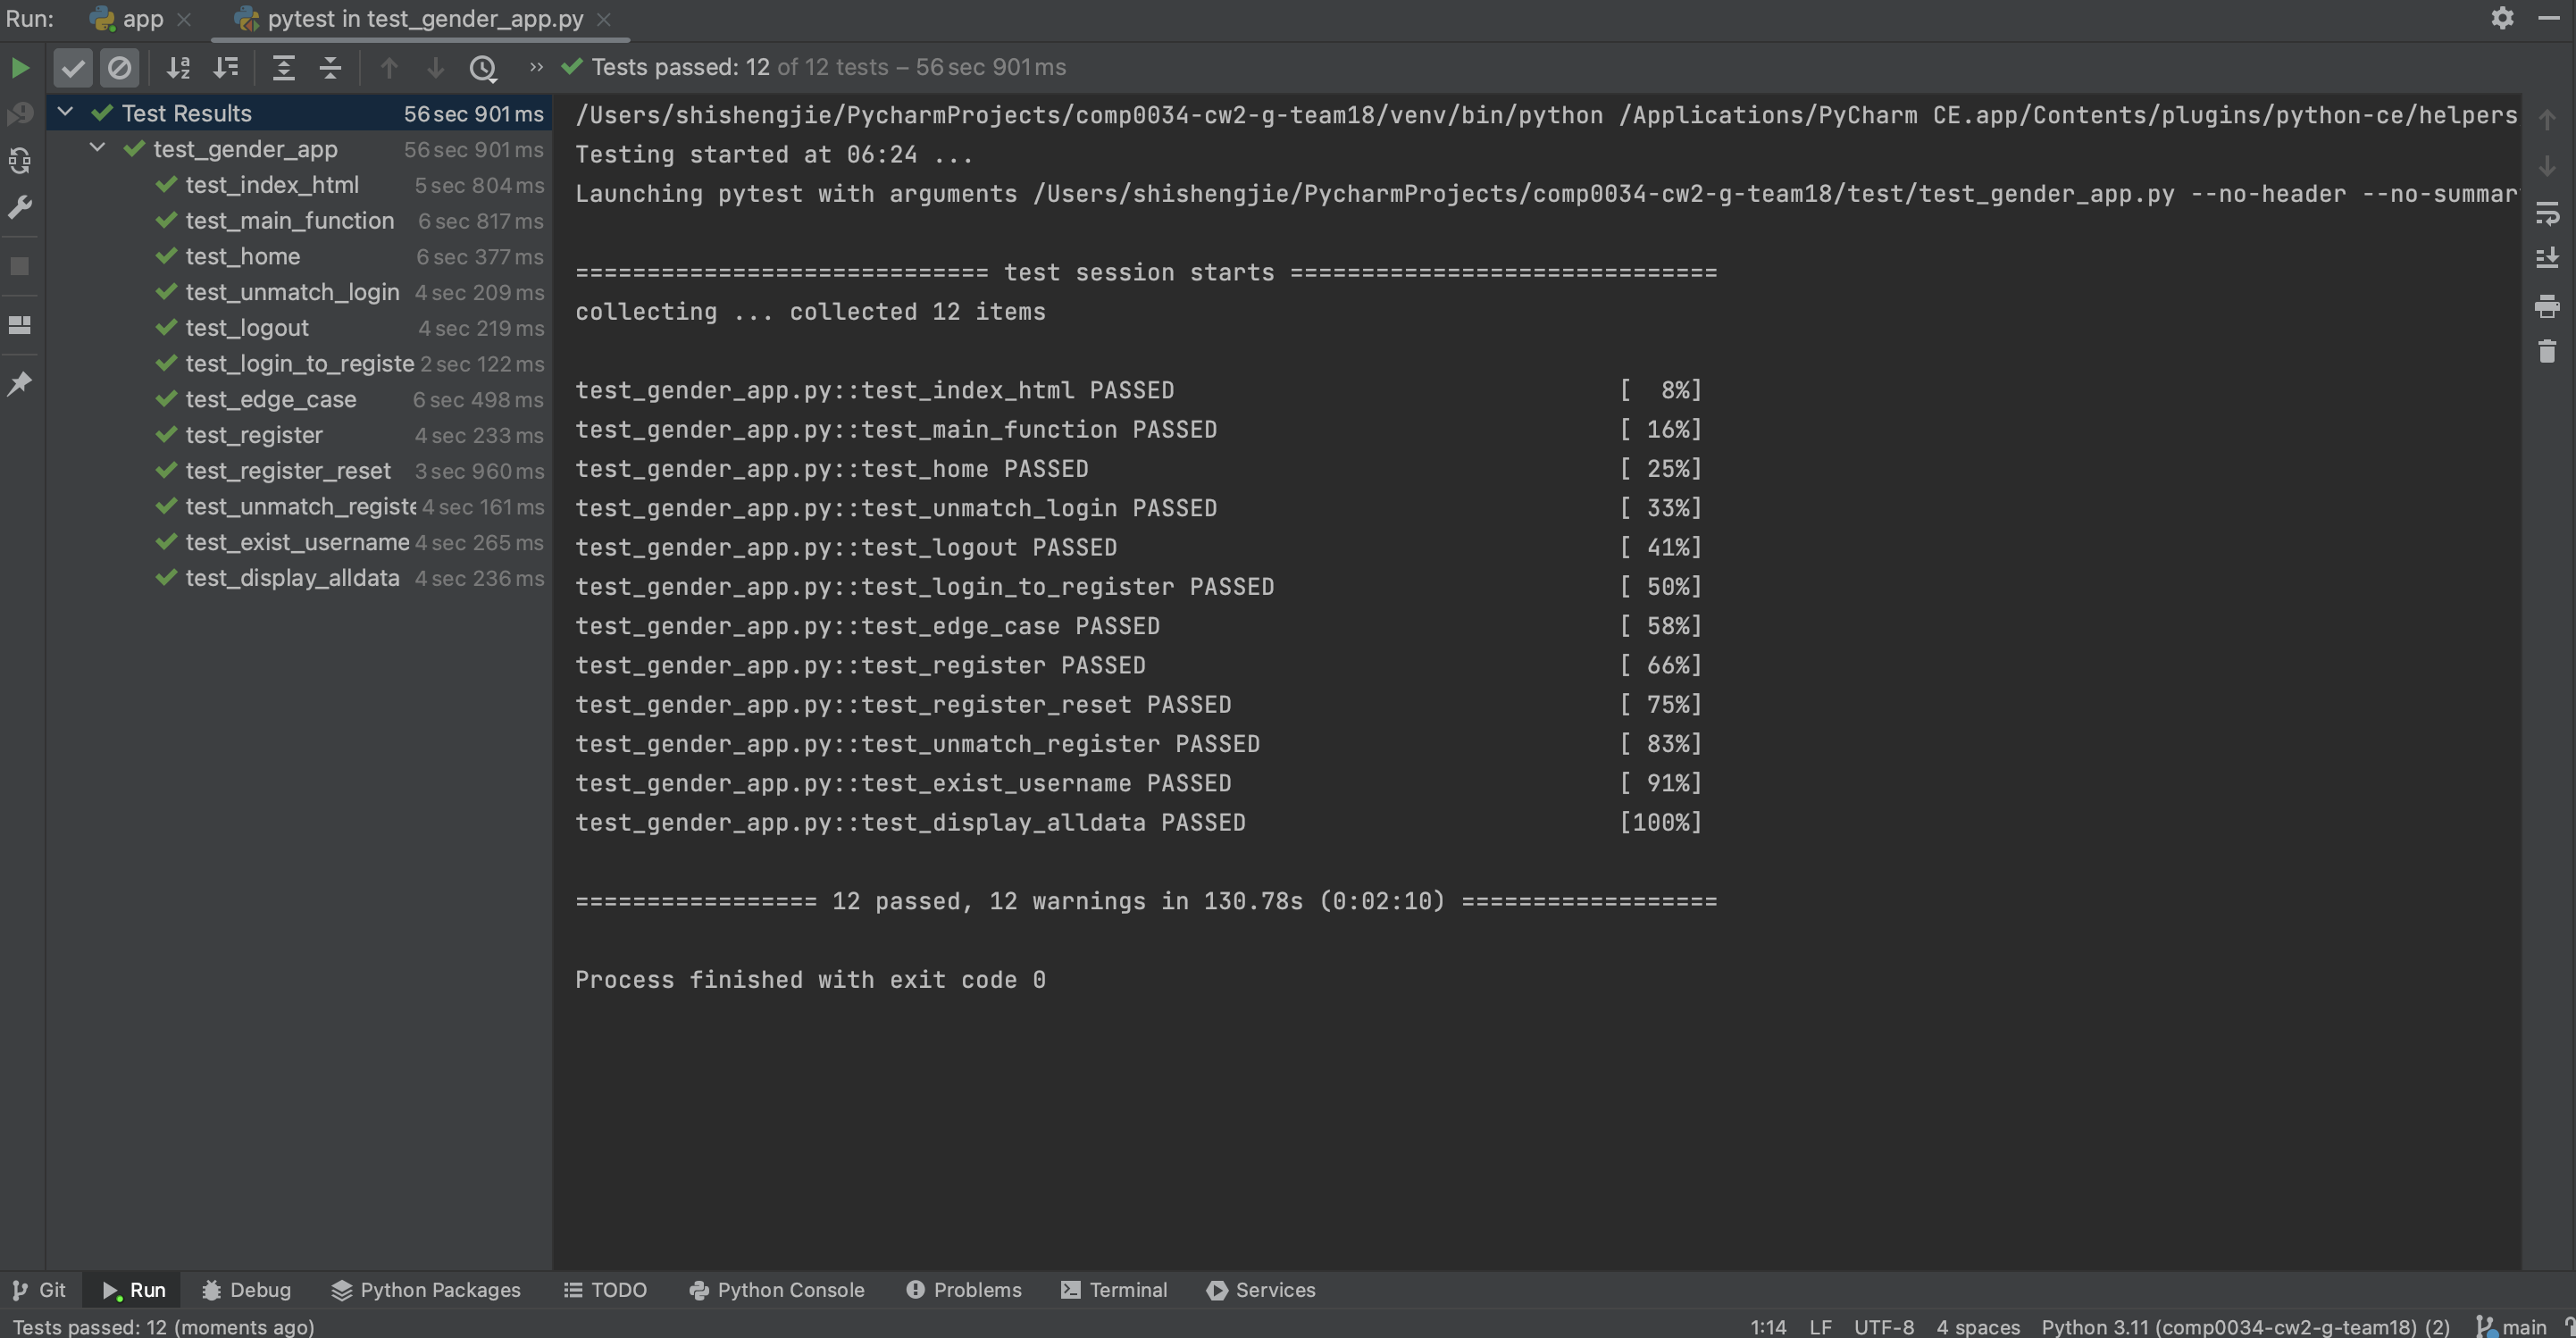 Run: app pytest in test_gender_app.py
Tests passed: 12 of 12 tests – 56 sec 901 ms
Test Results 56 sec 901 ms
test_gender_app 56 sec 901 ms
test_index_html 5 sec 804 ms
test_main_function 6 sec 817 ms
test_home 6 sec 377 ms
test_unmatch_login 4 sec 209 ms
test_logout 4 sec 219 ms
test_login_to_registe 2 sec 122 ms
test_edge_case 6 sec 498 ms
test_register 4 sec 233 ms
test_register_reset 3 sec 960 ms
test_unmatch_registe 4 sec 161 ms
test_exist_username 4 sec 265 ms
test_display_alldata 4 sec 236 ms
/Users/shishengjie/PycharmProjects/comp0034-cw2-g-team18/venv/bin/python /Applications/PyCharm CE.app/Contents/plugins/python-ce/helpers
Testing started at 06:24 ...
Launching pytest with arguments /Users/shishengjie/PycharmProjects/comp0034-cw2-g-team18/test/test_gender_app.py --no-header --no-summar
============================= test session starts ==============================
collecting ... collected 12 items
test_gender_app.py::test_index_html PASSED [  8%]
test_gender_app.py::test_main_function PASSED [ 16%]
test_gender_app.py::test_home PASSED [ 25%]
test_gender_app.py::test_unmatch_login PASSED [ 33%]
test_gender_app.py::test_logout PASSED [ 41%]
test_gender_app.py::test_login_to_register PASSED [ 50%]
test_gender_app.py::test_edge_case PASSED [ 58%]
test_gender_app.py::test_register PASSED [ 66%]
test_gender_app.py::test_register_reset PASSED [ 75%]
test_gender_app.py::test_unmatch_register PASSED [ 83%]
test_gender_app.py::test_exist_username PASSED [ 91%]
test_gender_app.py::test_display_alldata PASSED [100%]
================= 12 passed, 12 warnings in 130.78s (0:02:10) ==================
Process finished with exit code 0
Git Run Debug Python Packages TODO Python Console Problems Terminal Services
Tests passed: 12 (moments ago) 1:14 LF UTF-8 4 spaces Python 3.11 (comp0034-cw2-g-team18) (2) main